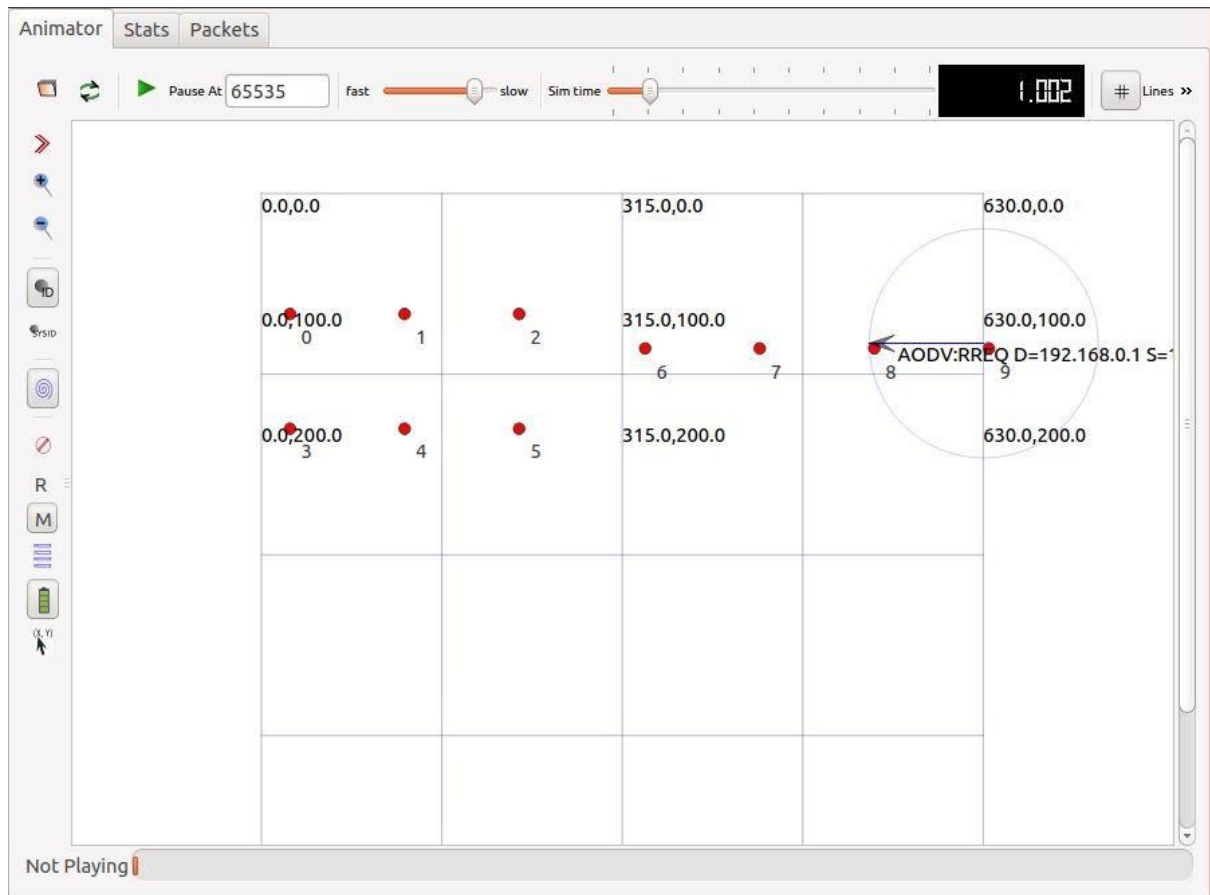 Animator Stats Packets
Pause At 65535 fast slow Sim time 1.002 # Lines »
0.0,0.0 315.0,0.0 630.0,0.0
ID
0.0,100.0 315.0,100.0 630.0,100.0
SYSID
0 1 2
AODV:RREQ D=192.168.0.1 S=1
6 7 8 9
0.0,200.0 315.0,200.0 630.0,200.0
3 4 5
R
M
(X, Y)
Not Playing